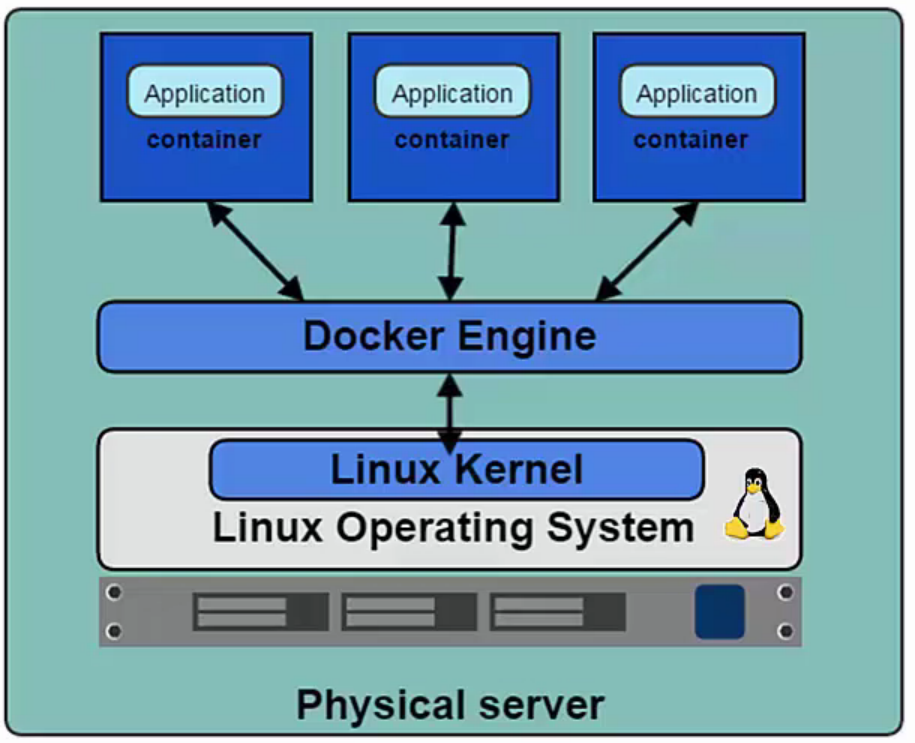 Application Application Application
container container container
Docker Engine
Linux Kernel
Linux Operating System
Physical server